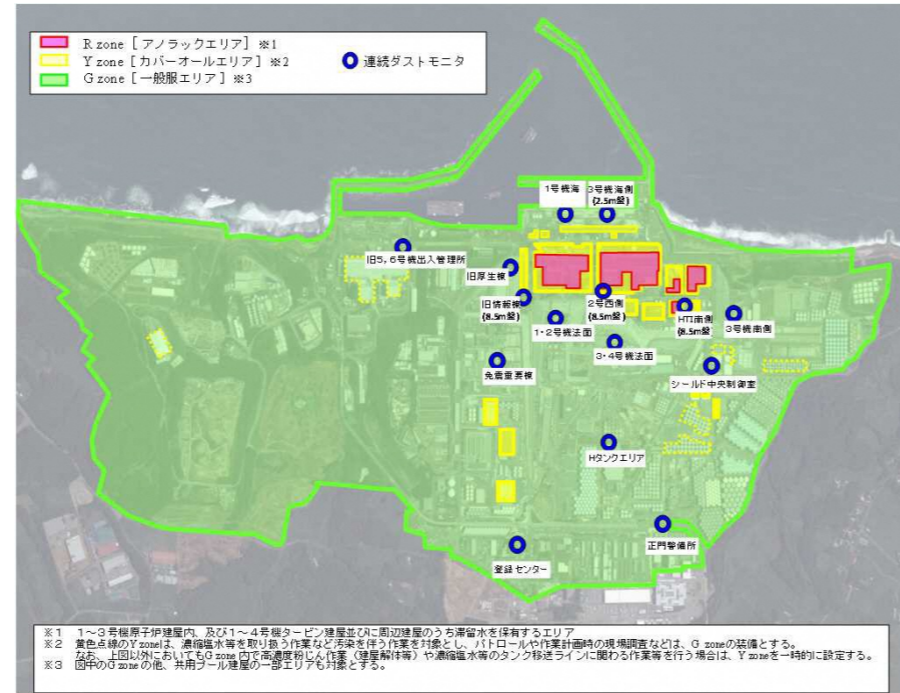 R zone [アノラックエリア] ※1
Y zone [カバーオールエリア] ※2
G zone [一般服エリア] ※3
連続ダストモニタ
1号機海
3号機海側
(2.5m盤)
旧5,6号機出入管理所
旧厚生棟
旧情報棟
(8.5m盤)
2号西側
(8.5m盤)
HTI南側
(8.5m盤)
3号機南側
1・2号機法面
3・4号機法面
免震重要棟
シールド中央制御室
Hタンクエリア
正門警備所
登録センター
※1 1~3号機原子炉建屋内、及び1~4号機タービン建屋並びに周辺建屋のうち滞留水を保有するエリア
※2 黄色点線のY zoneは、濃縮塩水等を取り扱う作業など汚染を伴う作業を対象とし、パトロールや作業計画時の現場調査などは、G zoneの装備とする。
なお、上図以外においてもG zone内で高濃度粉じん作業(建屋解体等)や濃縮塩水等のタンク移送ラインに関わる作業等を行う場合は、Y zoneを一時的に設定する。
※3 図中のG zoneの他、共用プール建屋の一部エリアも対象とする。